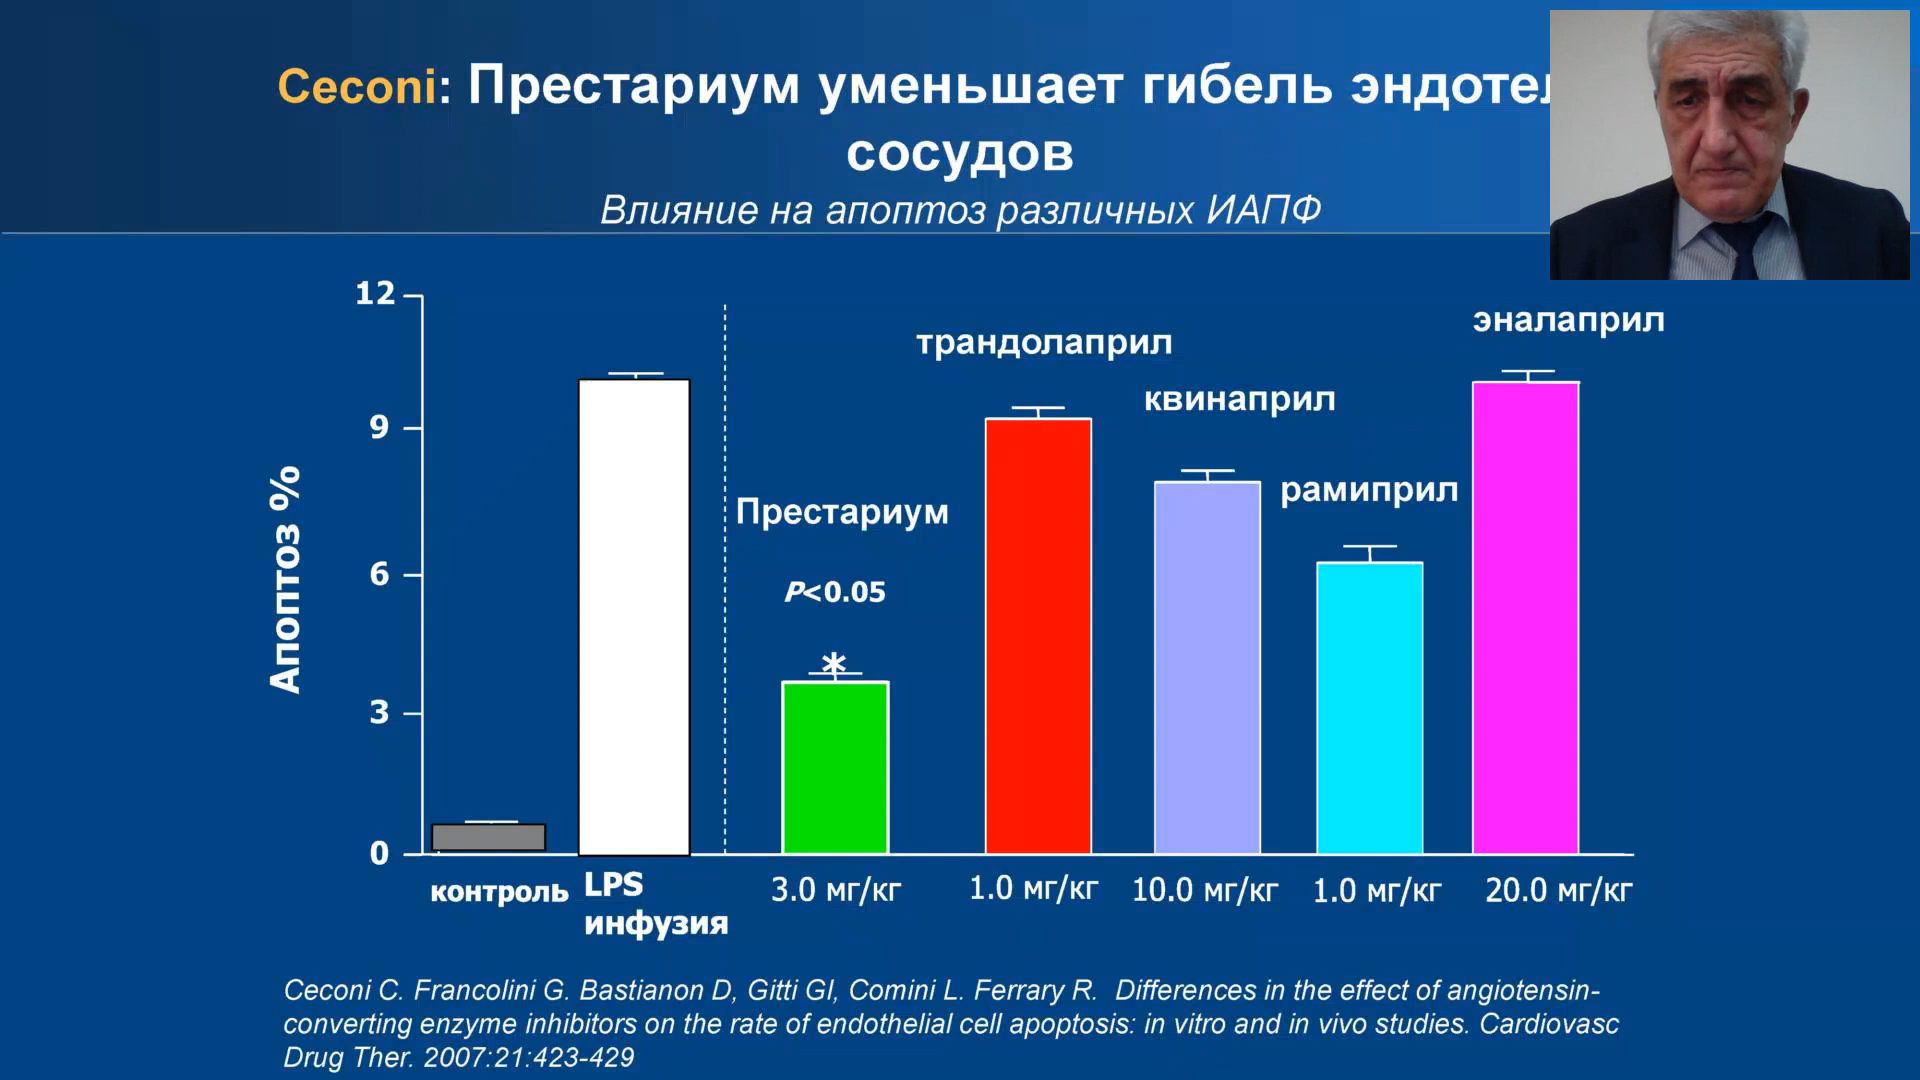 Ceconi: Престариум уменьшает гибель
сосудов
Влияние на апоптоз различных ИАПФ
12
9
6
3
0
Апоптоз %
трандолаприл
эналаприл
квинаприл
рамиприл
Престариум
P<0.05
*
контроль
LPS
инфузия
3.0 мг/кг
1.0 мг/кг
10.0 мг/кг
1.0 мг/кг
20.0 мг/кг
Ceconi C. Francolini G. Bastianon D, Gitti Gl, Comini L. Ferrary R. Differences in the effect of angiotensin-
converting enzyme inhibitors on the rate of endothelial cell apoptosis: in vitro and in vivo studies. Cardiovasc
Drug Ther. 2007:21:423-429